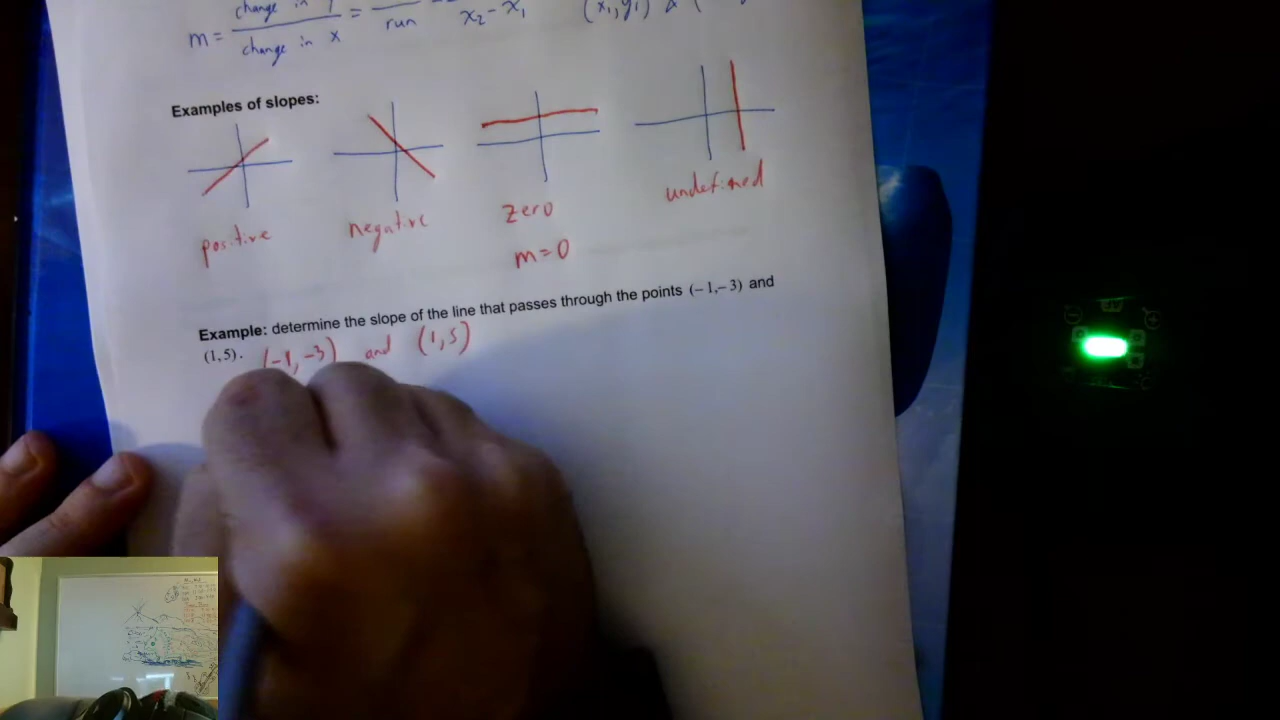 change in
m = — = — run x₂ - x₁ (x₁, y₁) & (
change in x
Examples of slopes:
positive negative zero undefined
m = 0
Example: determine the slope of the line that passes through the points (−1,−3) and
(1,5). (-1, -3) and (1,5)